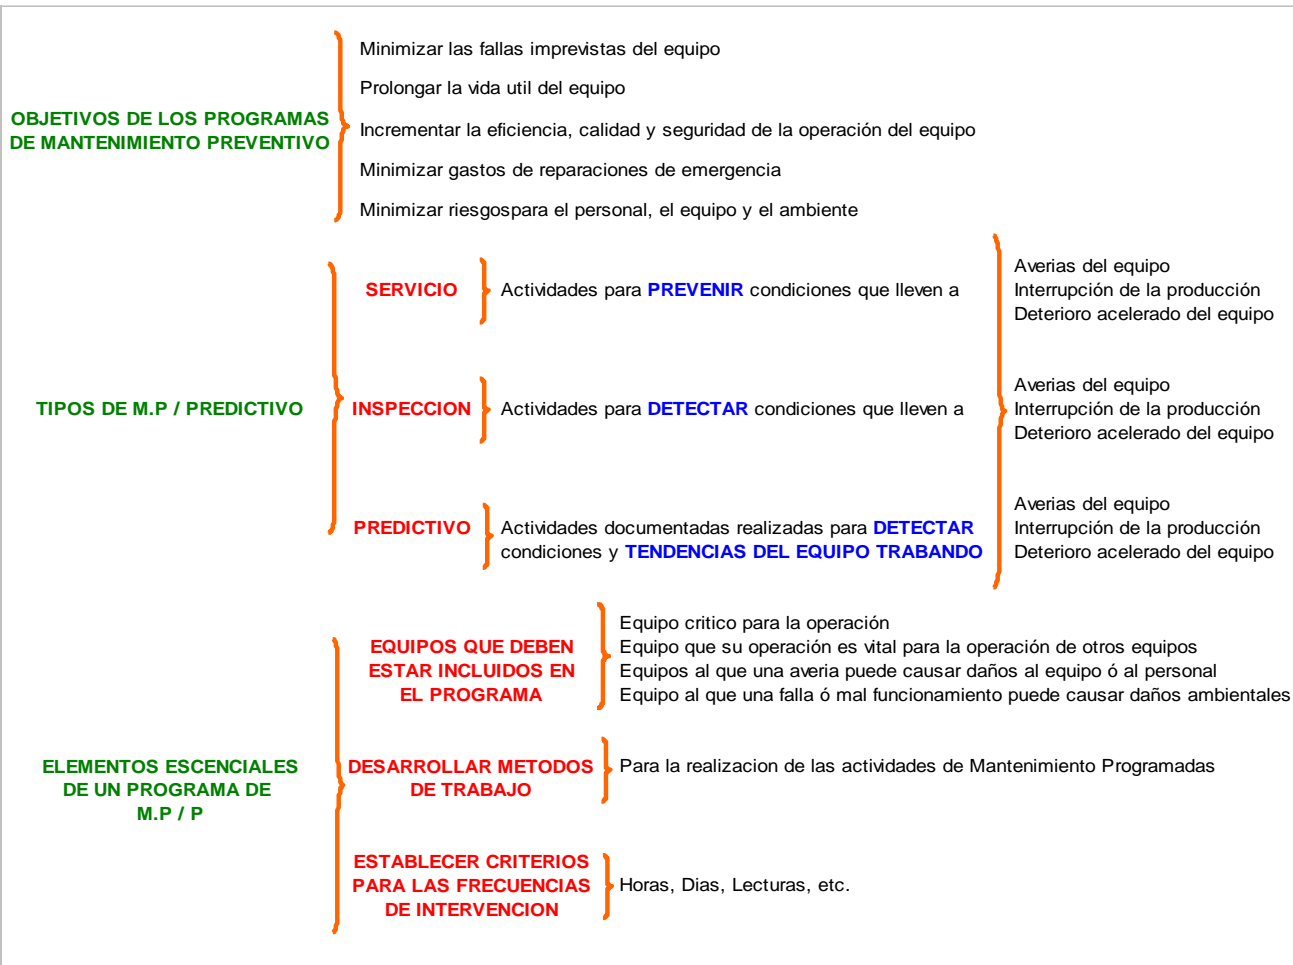 OBJETIVOS DE LOS PROGRAMAS
DE MANTENIMIENTO PREVENTIVO
Minimizar las fallas imprevistas del equipo
Prolongar la vida util del equipo
Incrementar la eficiencia, calidad y seguridad de la operación del equipo
Minimizar gastos de reparaciones de emergencia
Minimizar riesgospara el personal, el equipo y el ambiente
TIPOS DE M.P / PREDICTIVO
SERVICIO
Actividades para PREVENIR condiciones que lleven a
Averias del equipo
Interrupción de la producción
Deterioro acelerado del equipo
INSPECCION
Actividades para DETECTAR condiciones que lleven a
Averias del equipo
Interrupción de la producción
Deterioro acelerado del equipo
PREDICTIVO
Actividades documentadas realizadas para DETECTAR
condiciones y TENDENCIAS DEL EQUIPO TRABANDO
Averias del equipo
Interrupción de la producción
Deterioro acelerado del equipo
ELEMENTOS ESCENCIALES
DE UN PROGRAMA DE
M.P / P
EQUIPOS QUE DEBEN
ESTAR INCLUIDOS EN
EL PROGRAMA
Equipo critico para la operación
Equipo que su operación es vital para la operación de otros equipos
Equipos al que una averia puede causar daños al equipo ó al personal
Equipo al que una falla ó mal funcionamiento puede causar daños ambientales
DESARROLLAR METODOS
DE TRABAJO
Para la realizacion de las actividades de Mantenimiento Programadas
ESTABLECER CRITERIOS
PARA LAS FRECUENCIAS
DE INTERVENCION
Horas, Dias, Lecturas, etc.